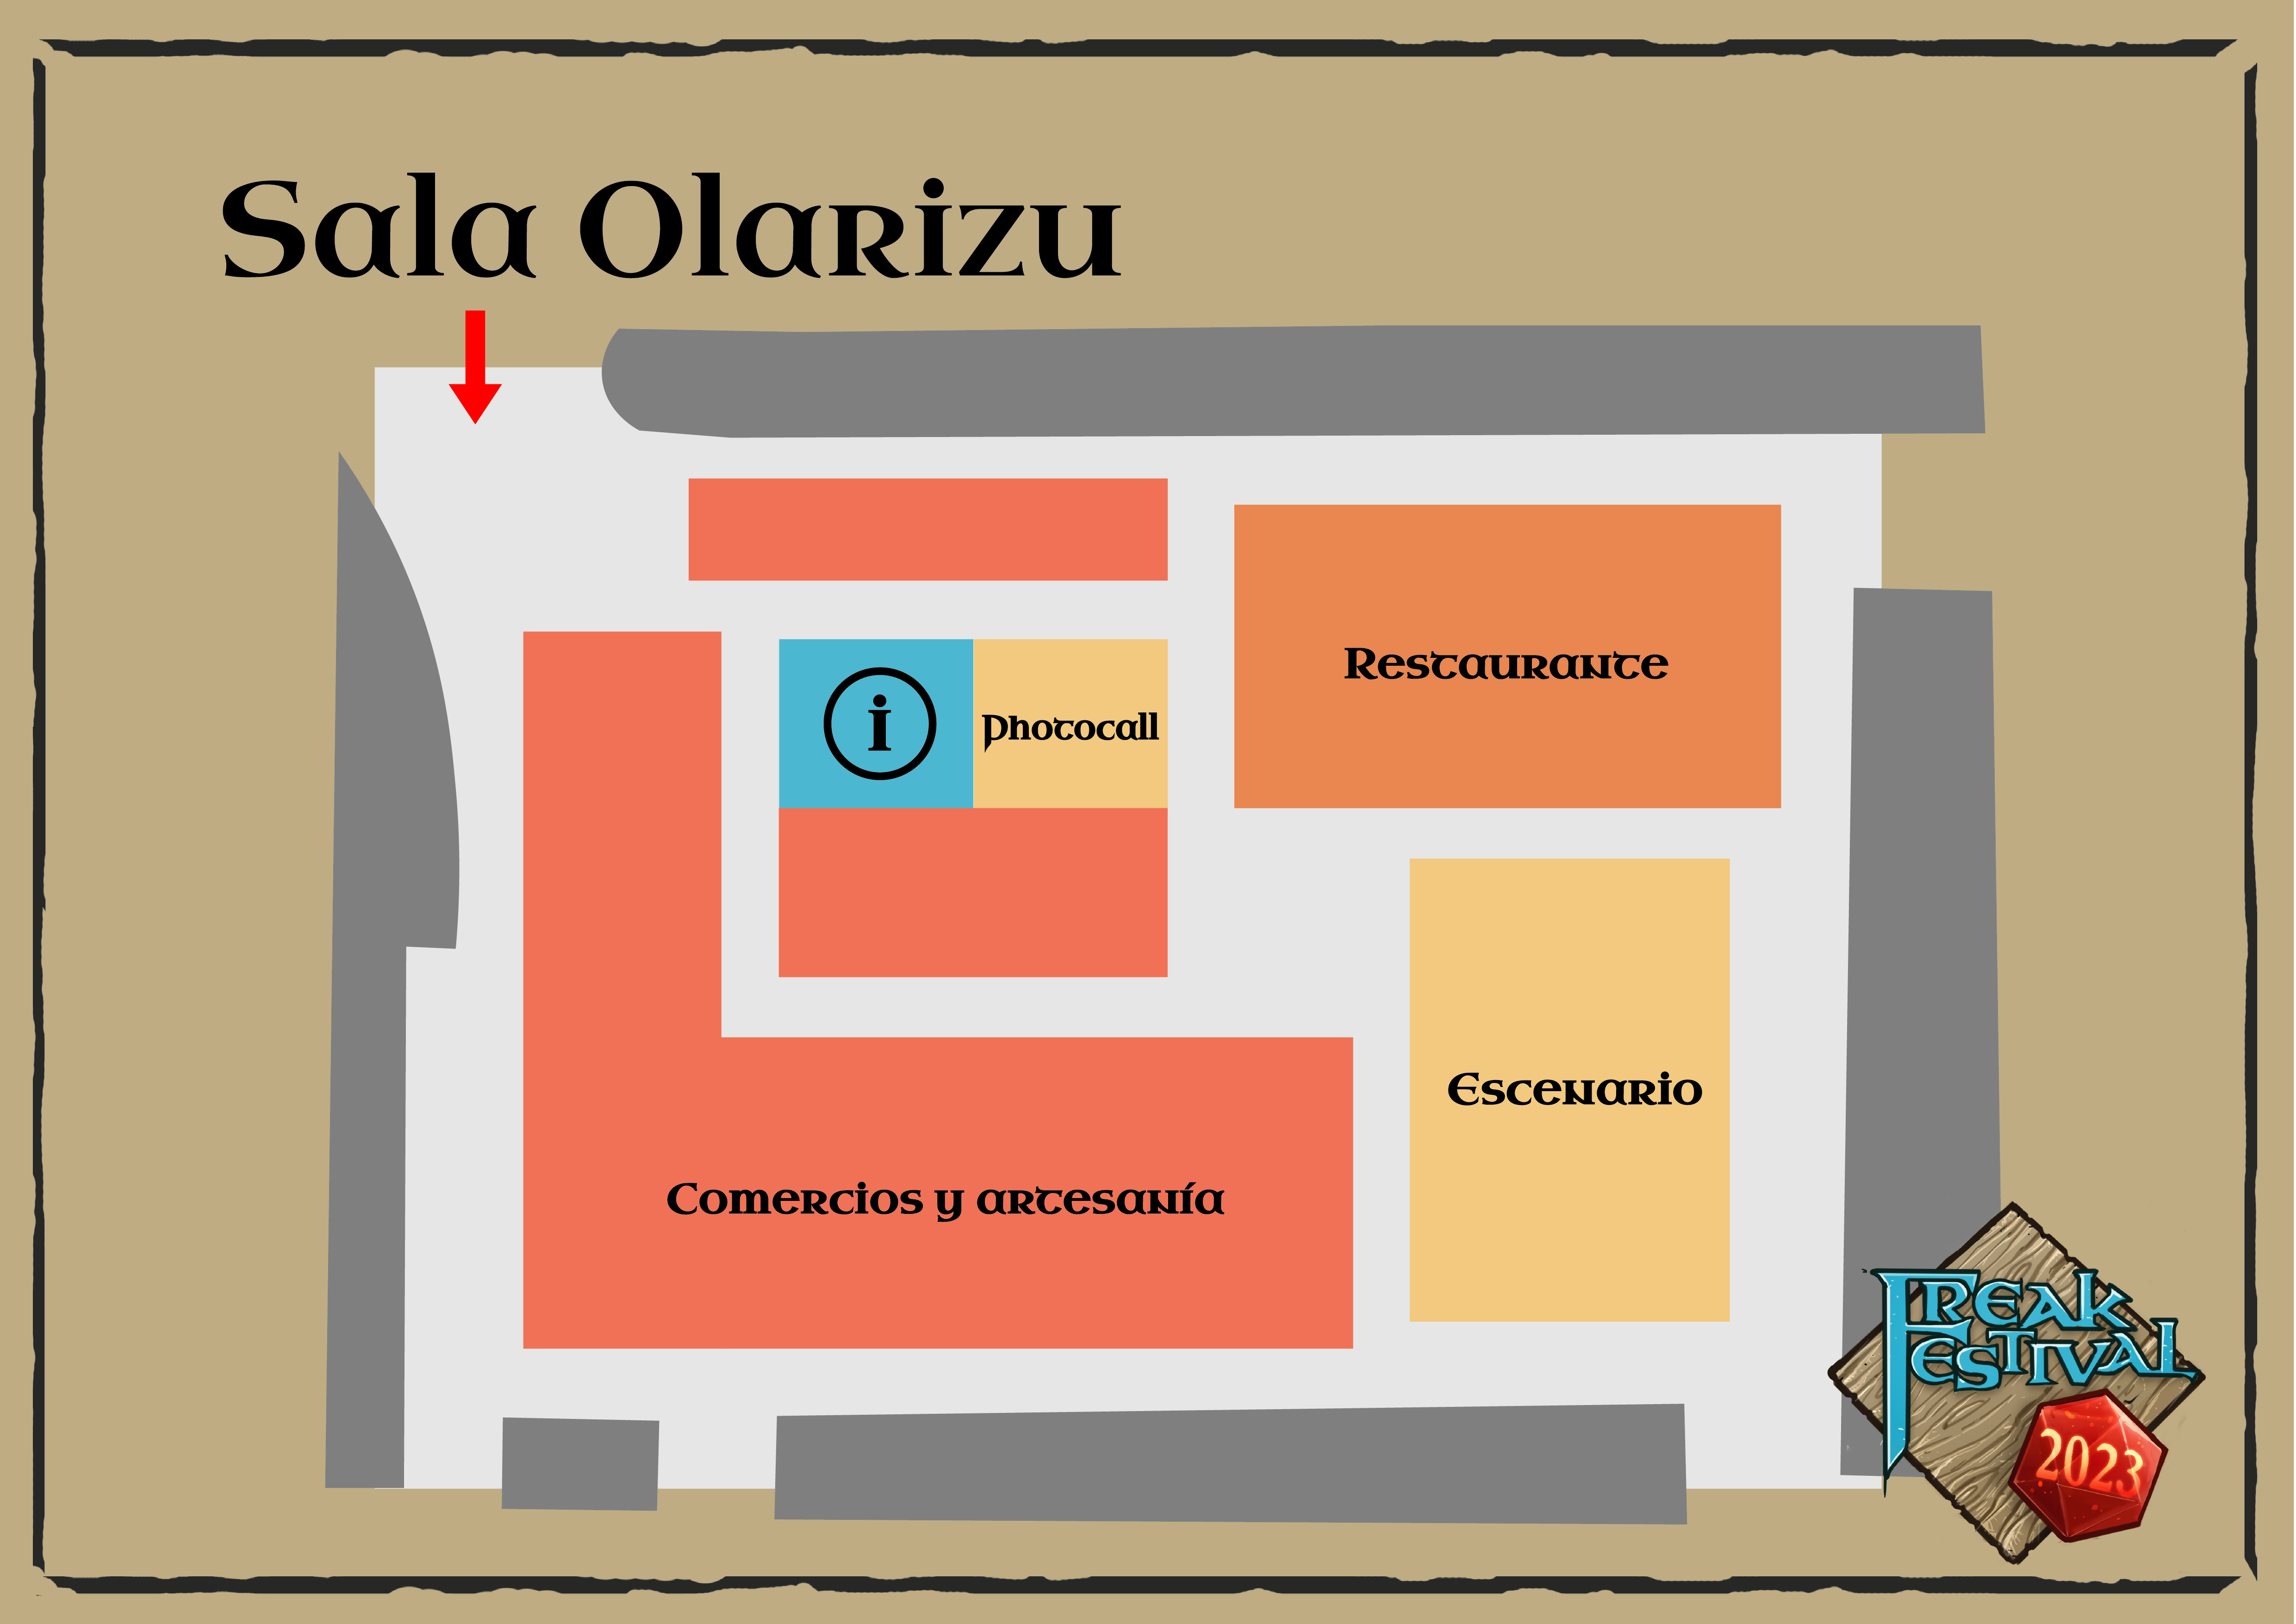 Sala Olarizu
Restaurante
i
Photocall
Escenario
Comercios y artesanía
FREAK
FESTIVAL
2023